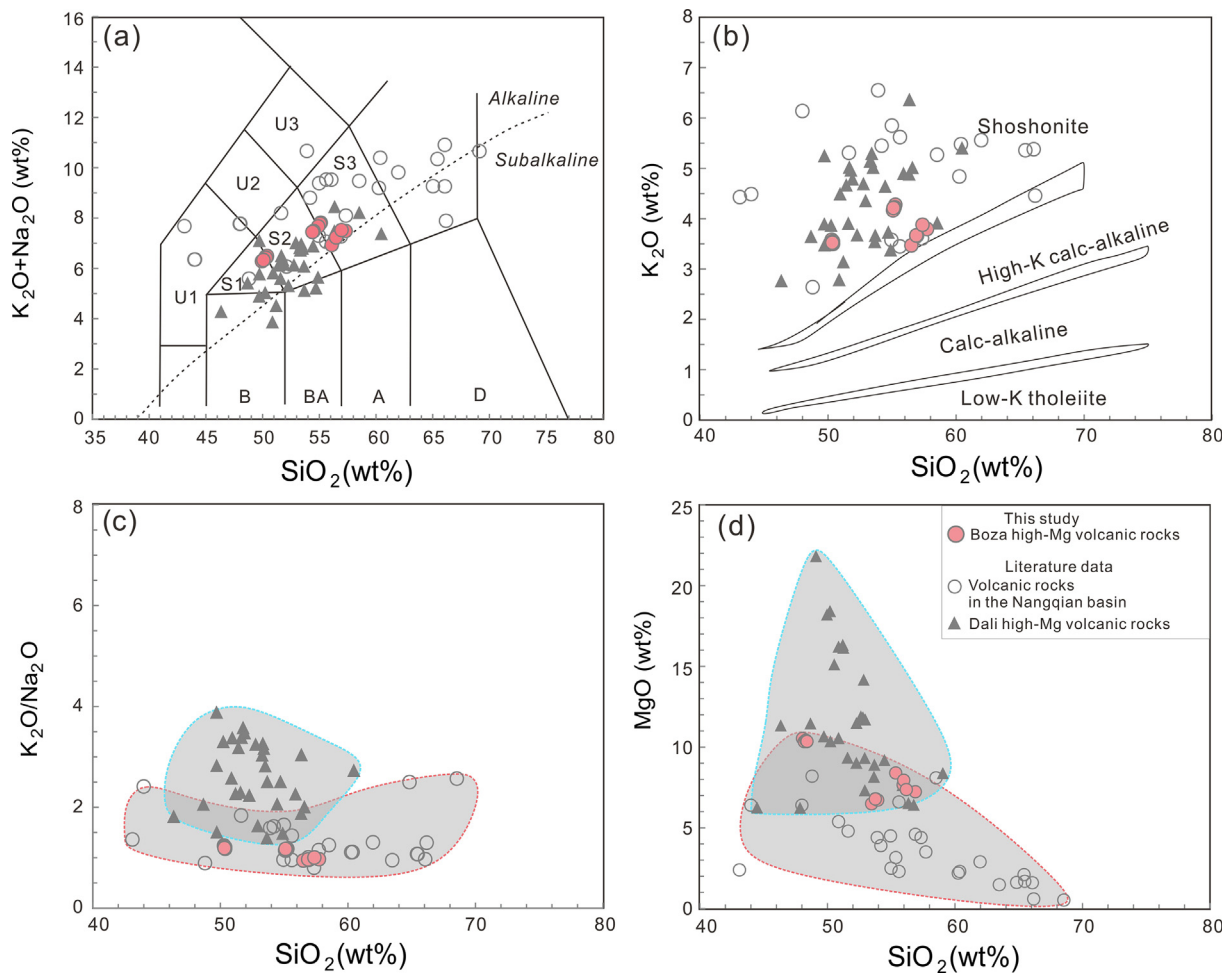 (a)
K₂O+Na₂O (wt%)
16
14
12
10
8
6
4
2
0
35 40 45 50 55 60 65 70 75 80
SiO₂(wt%)
Alkaline
Subalkaline
U3
S3
U2
S2
S1
U1
B BA A D
(b)
K₂O (wt%)
8
7
6
5
4
3
2
1
0
40 50 60 70 80
SiO₂(wt%)
Shoshonite
High-K calc-alkaline
Calc-alkaline
Low-K tholeiite
(c)
K₂O/Na₂O
8
6
4
2
0
40 50 60 70 80
SiO₂(wt%)
(d)
MgO (wt%)
25
20
15
10
5
0
40 50 60 70 80
SiO₂(wt%)
This study
Boza high-Mg volcanic rocks
Literature data
Volcanic rocks
in the Nangqian basin
Dali high-Mg volcanic rocks